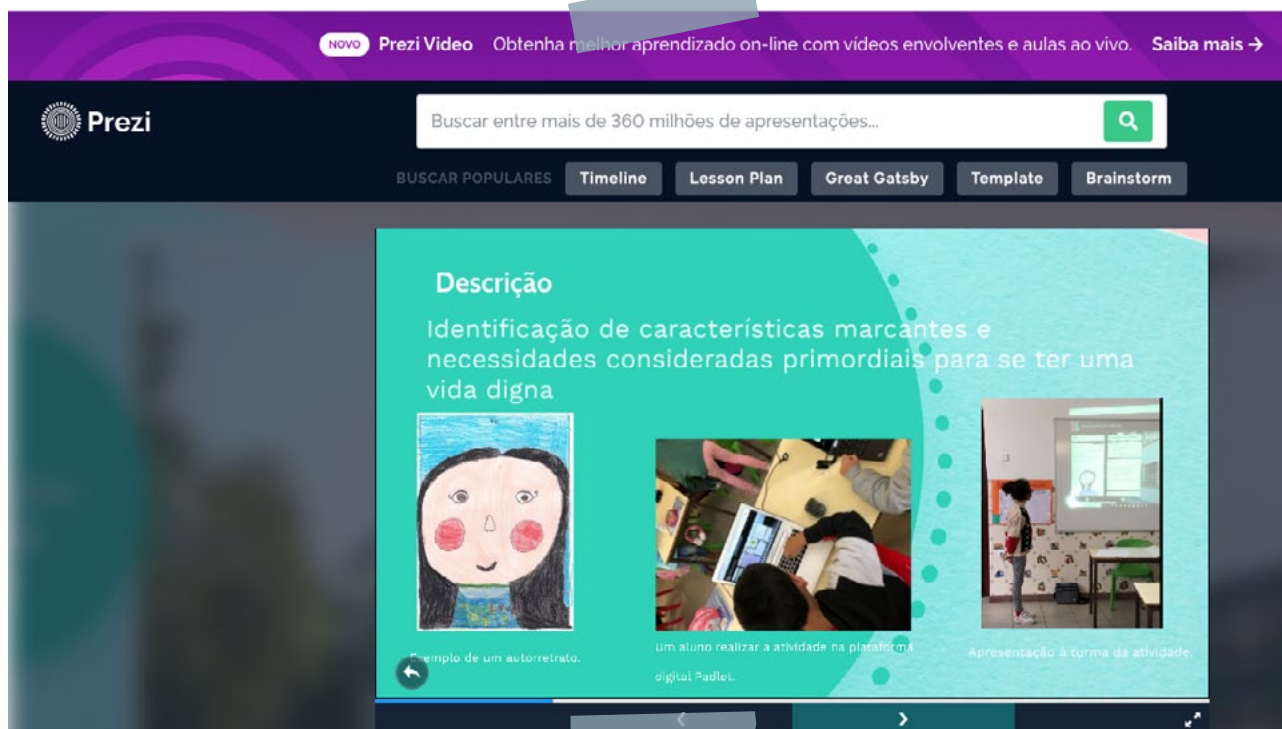 NOVO Prezi Video Obtenha melhor aprendizado on-line com vídeos envolventes e aulas ao vivo. Saiba mais →
Prezi
Buscar entre mais de 360 milhões de apresentações...
BUSCAR POPULARES Timeline Lesson Plan Great Gatsby Template Brainstorm
Descrição
Identificação de características marcantes e
necessidades consideradas primordiais para se ter uma
vida digna
Exemplo de um autorretrato.
Um aluno realizar a atividade na plataforma
digital Padlet.
Apresentação à turma da atividade.